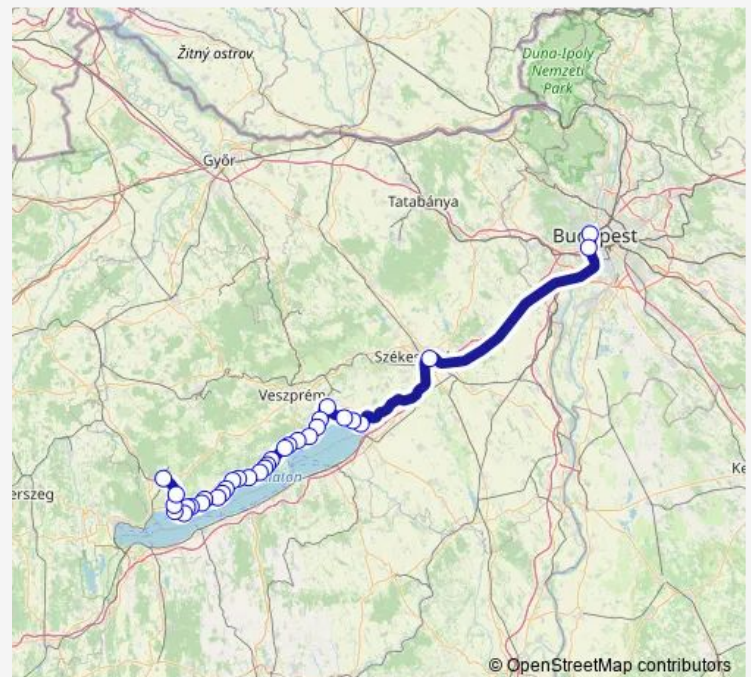 Žitný ostrov
Duna-Ipoly
Nemzeti
Park
Győr
Tatabánya
Budapest
Székes
Veszprém
Ke
erszeg
laton
© OpenStreetMap contributors